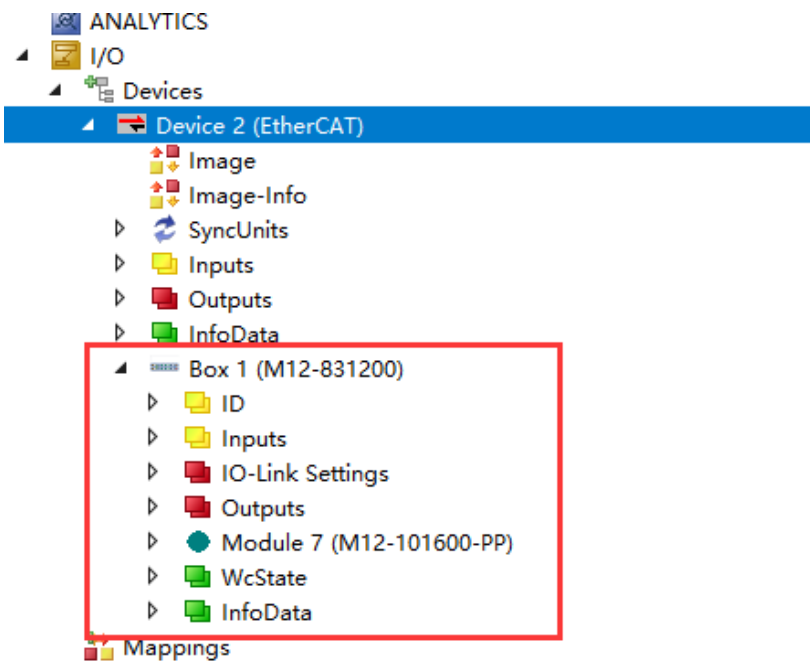 ANALYTICS
I/O
Devices
Device 2 (EtherCAT)
Image
Image-Info
SyncUnits
Inputs
Outputs
InfoData
Box 1 (M12-831200)
ID
Inputs
IO-Link Settings
Outputs
Module 7 (M12-101600-PP)
WcState
InfoData
Mappings